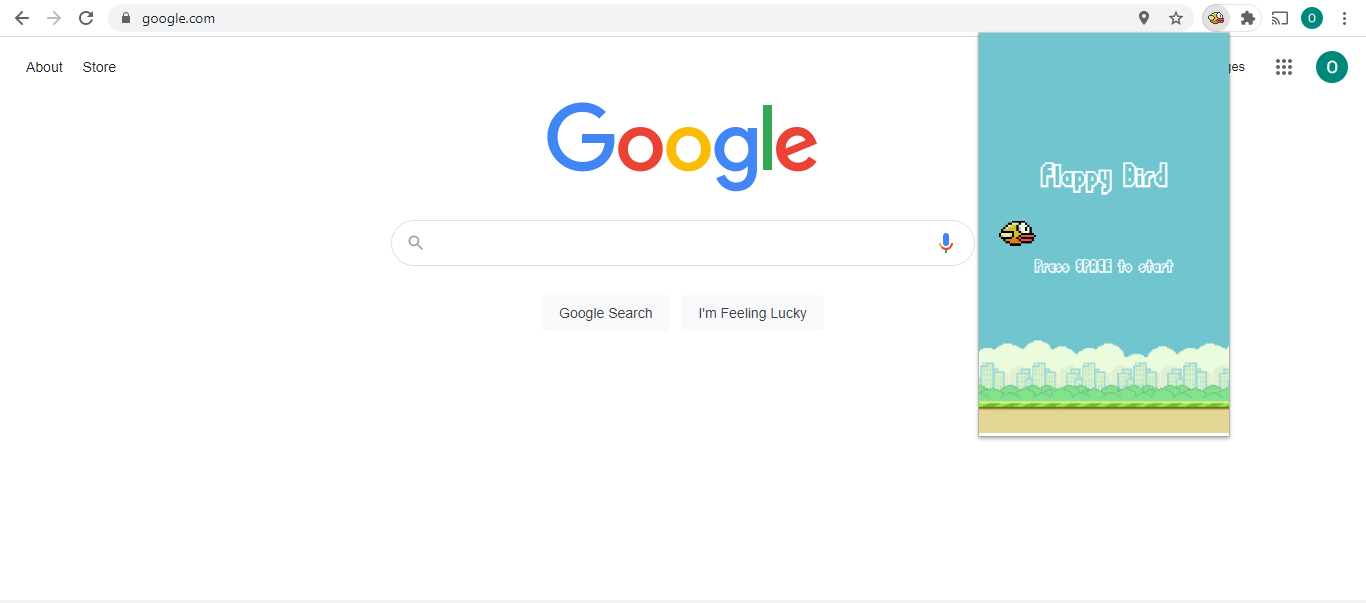 google.com
O
About Store
ges
O
Google
Flappy Bird
Press SPACE to start
Google Search I'm Feeling Lucky